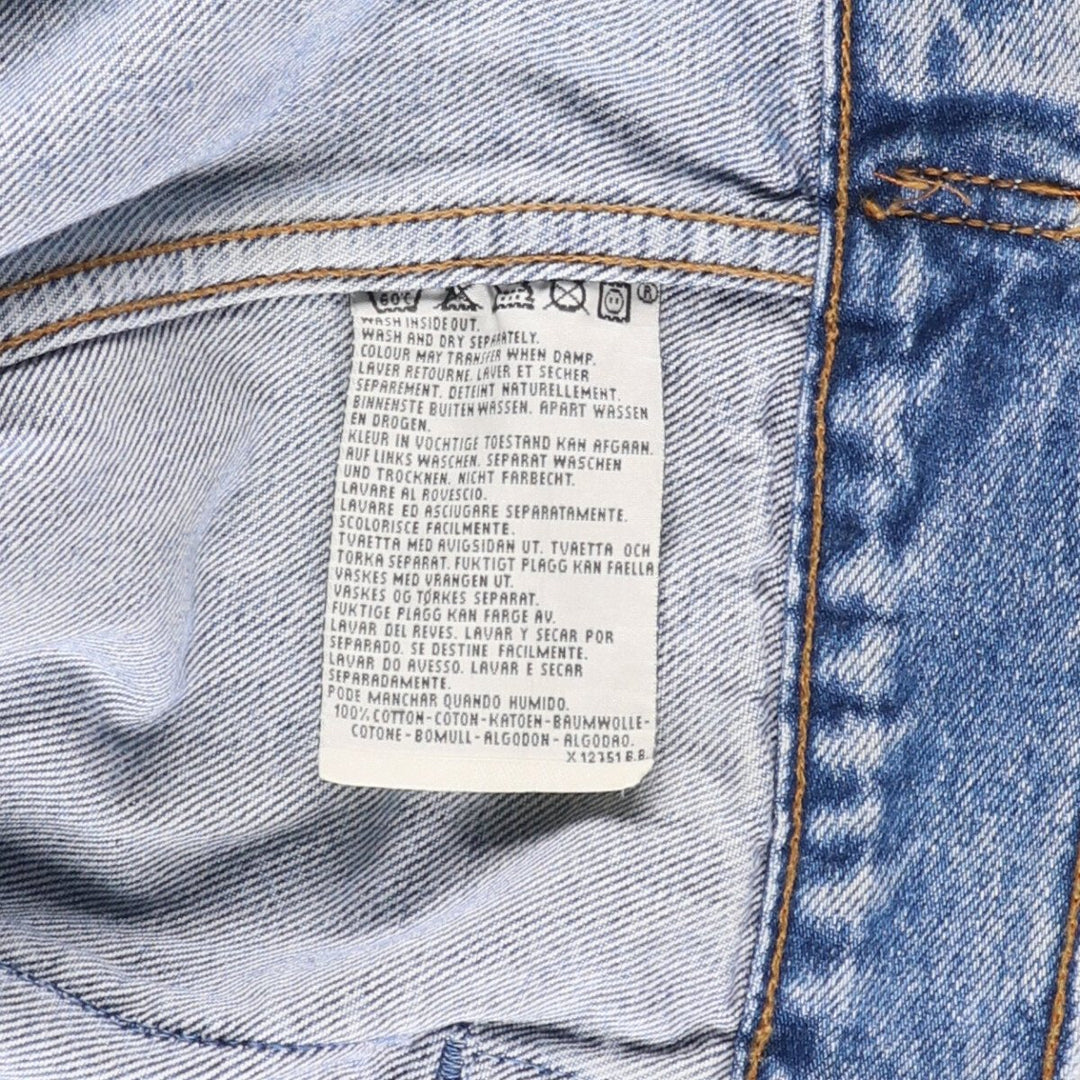 60°C ®
WASH INSIDE OUT.
WASH AND DRY SEPARATELY.
COLOUR MAY TRANSFER WHEN DAMP.
LAVER RETOURNE. LAVER ET SECHER
SEPAREMENT. DETEINT NATURELLEMENT.
BINNENSTE BUITEN WASSEN. APART WASSEN
EN DROGEN.
KLEUR IN VOCHTIGE TOESTAND KAN AFGAAN.
AUF LINKS WASCHEN. SEPARAT WASCHEN
UND TROCKNEN. NICHT FARBECHT.
LAVARE AL ROVESCIO.
LAVARE ED ASCIUGARE SEPARATAMENTE.
SCOLORISCE FACILMENTE.
TVAETTA MED AVIGSIDAN UT. TVAETTA OCH
TORKA SEPARAT. FUKTIGT PLAGG KAN FAELLA
VASKES MED VRANGEN UT.
VASKES OG TØRKES SEPARAT.
FUKTIGE PLAGG KAN FARGE AV.
LAVAR DEL REVES. LAVAR Y SECAR POR
SEPARADO. SE DESTINE FACILMENTE.
LAVAR DO AVESSO. LAVAR E SECAR
SEPARADAMENTE.
PODE MANCHAR QUANDO HUMIDO.
100% COTTON-COTON-KATOEN-BAUMWOLLE-
COTONE-BOMULL-ALGODON-ALGODAO.
X 12751 6.8